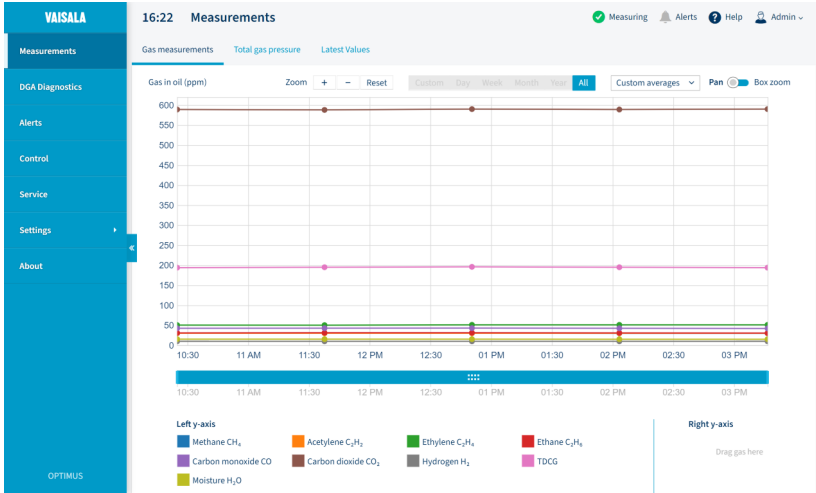 VAISALA
16:22 Measurements
Measuring Alerts ? Help Admin
Measurements
DGA Diagnostics
Alerts
Control
Service
Settings
About
OPTIMUS
Gas measurements Total gas pressure Latest Values
Gas in oil (ppm) Zoom + − Reset Custom Day Week Month Year All Custom averages Pan Box zoom
600
550
500
450
400
350
300
250
200
150
100
50
0
10:30 11 AM 11:30 12 PM 12:30 01 PM 01:30 02 PM 02:30 03 PM
10:30 11 AM 11:30 12 PM 12:30 01 PM 01:30 02 PM 02:30 03 PM
Left y-axis Right y-axis
Methane CH₄ Acetylene C₂H₂ Ethylene C₂H₄ Ethane C₂H₆
Drag gas here
Carbon monoxide CO Carbon dioxide CO₂ Hydrogen H₂ TDCG
Moisture H₂O